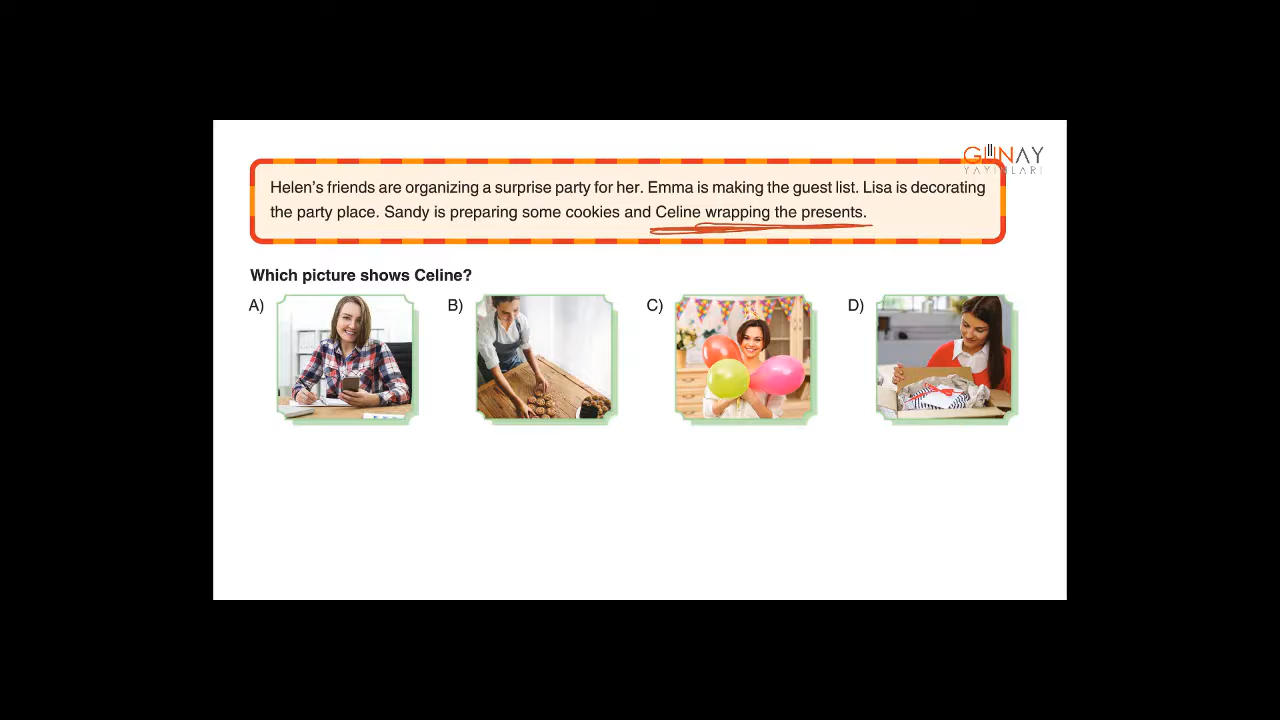 GÜNAY
YAYINLARI
Helen's friends are organizing a surprise party for her. Emma is making the guest list. Lisa is decorating
the party place. Sandy is preparing some cookies and Celine wrapping the presents.
Which picture shows Celine?
A)
B)
C)
D)